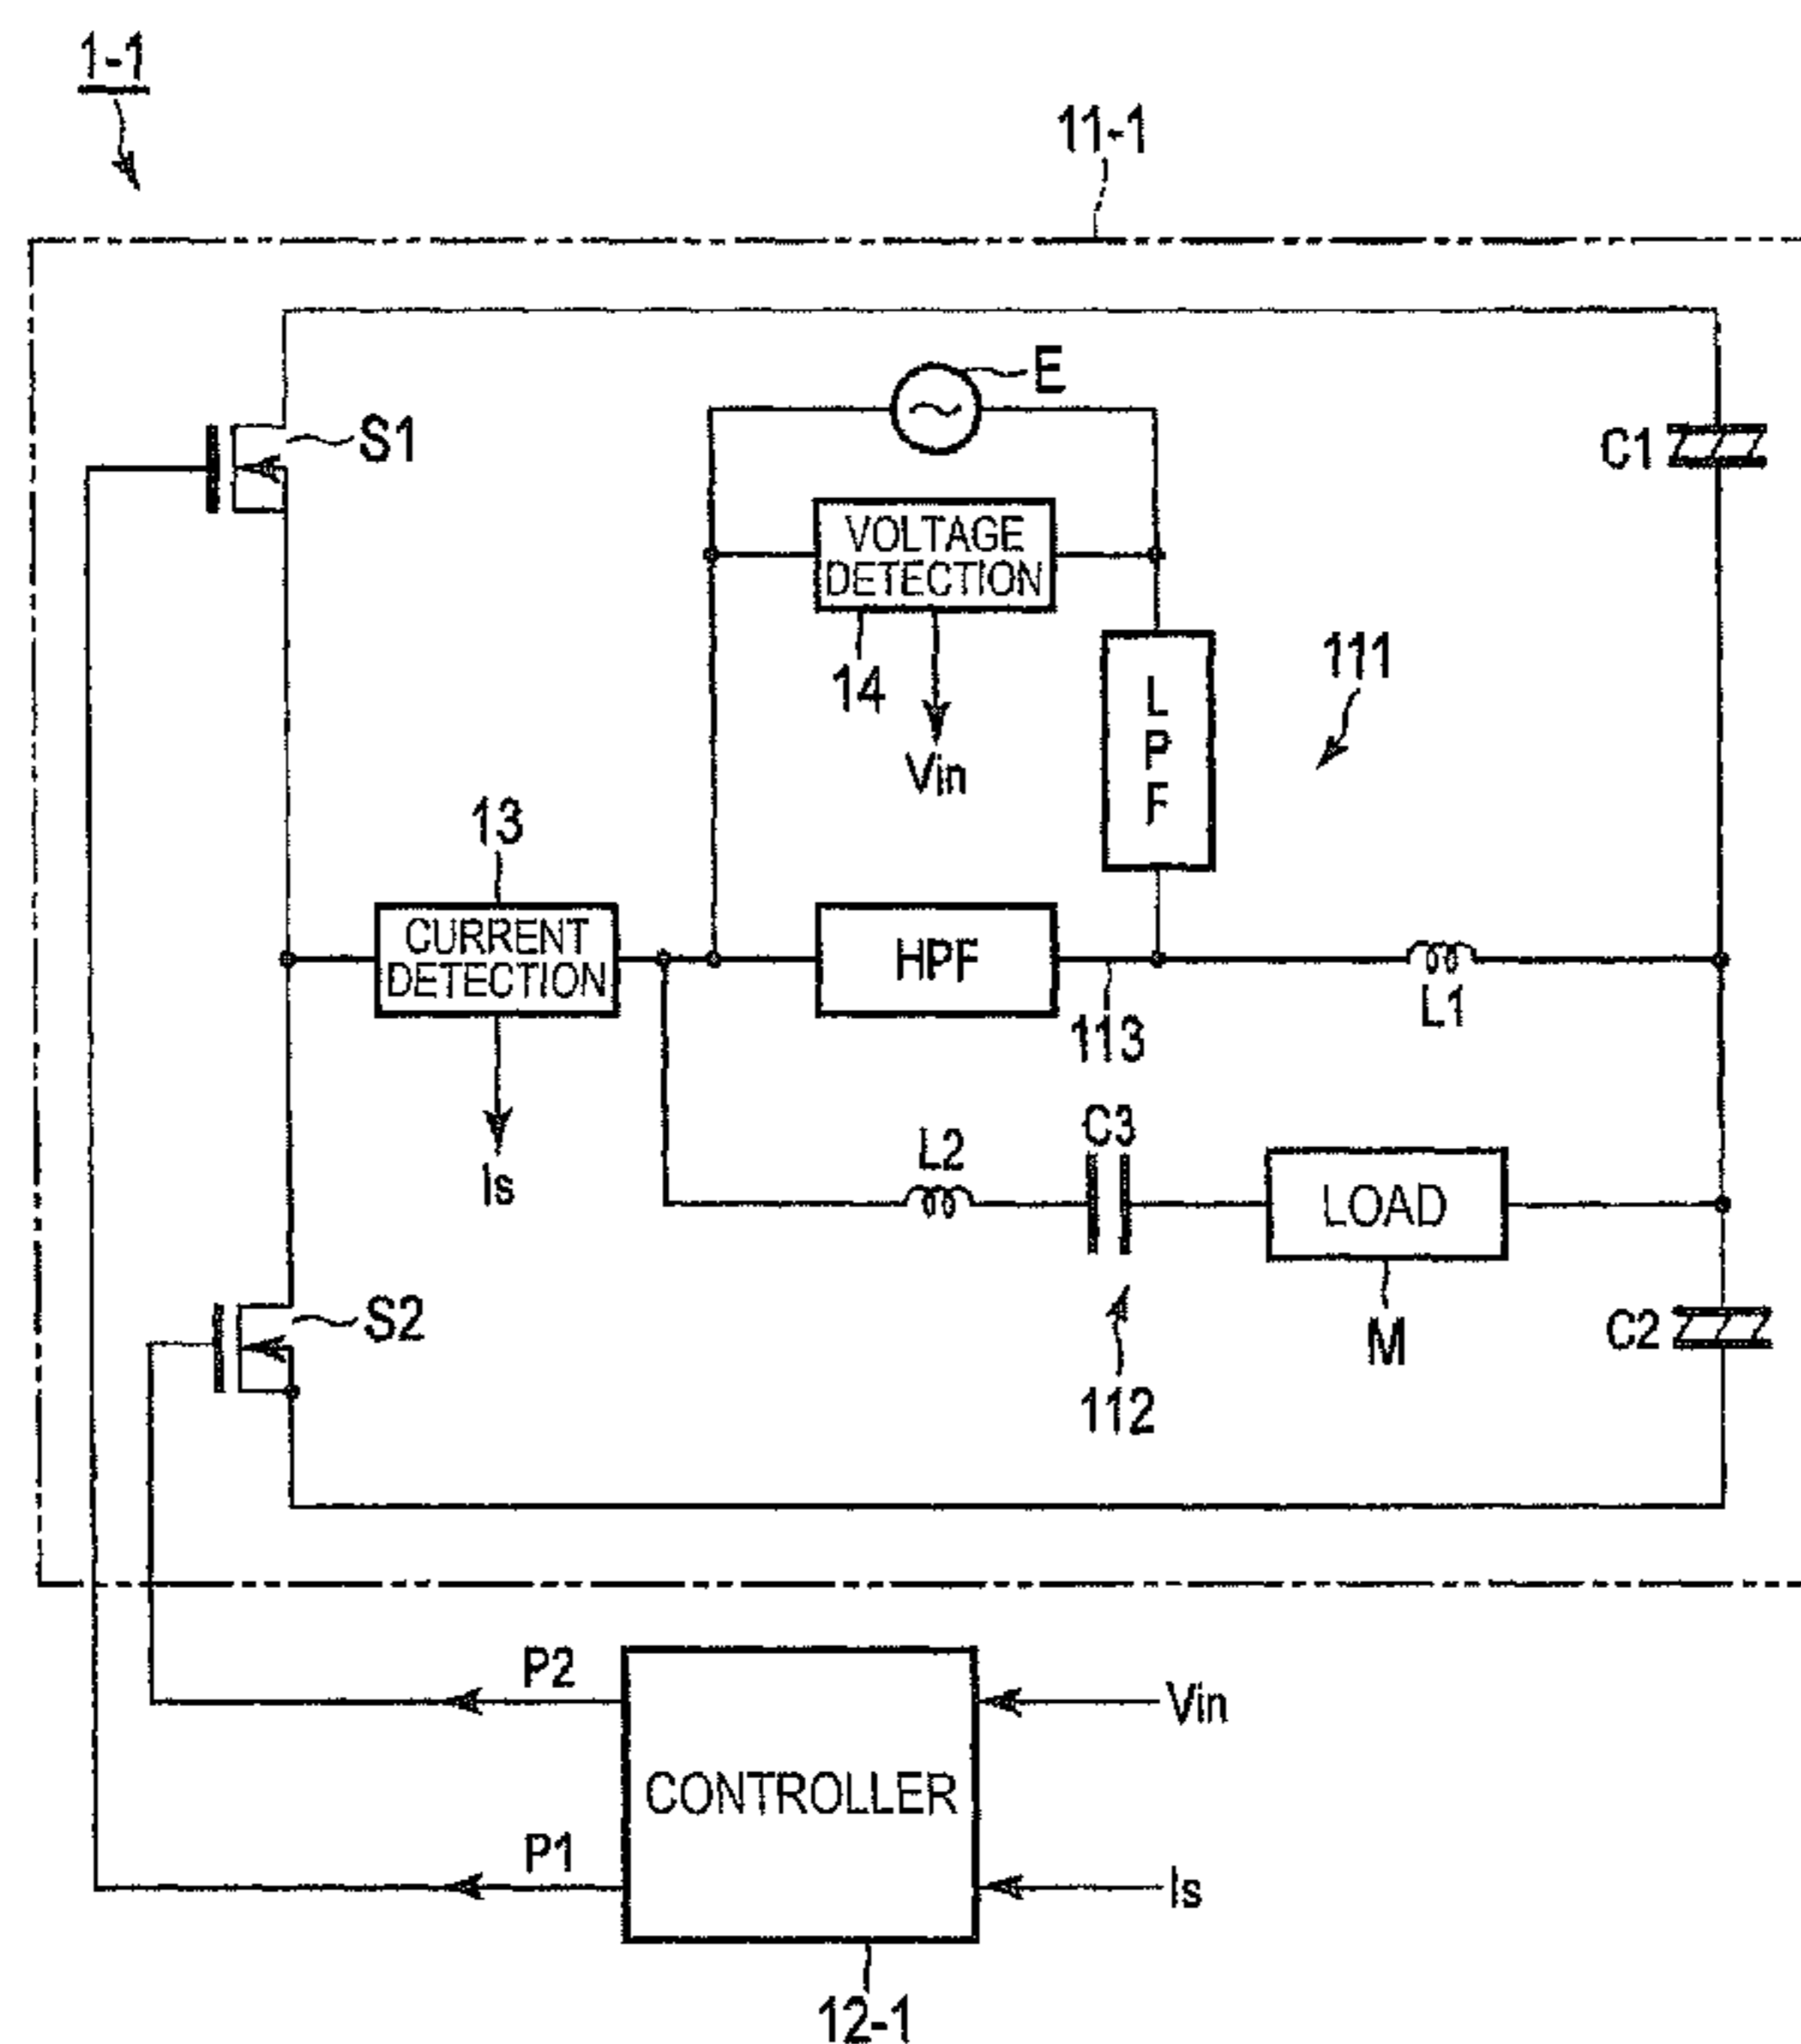 1-1
11-1
E
S1
C1
VOLTAGE
DETECTION
14
Vin
L
P
F
111
13
CURRENT
DETECTION
HPF
113
L1
Is
L2
C3
LOAD
M
S2
C2
112
P2
Vin
CONTROLLER
P1
Is
12-1